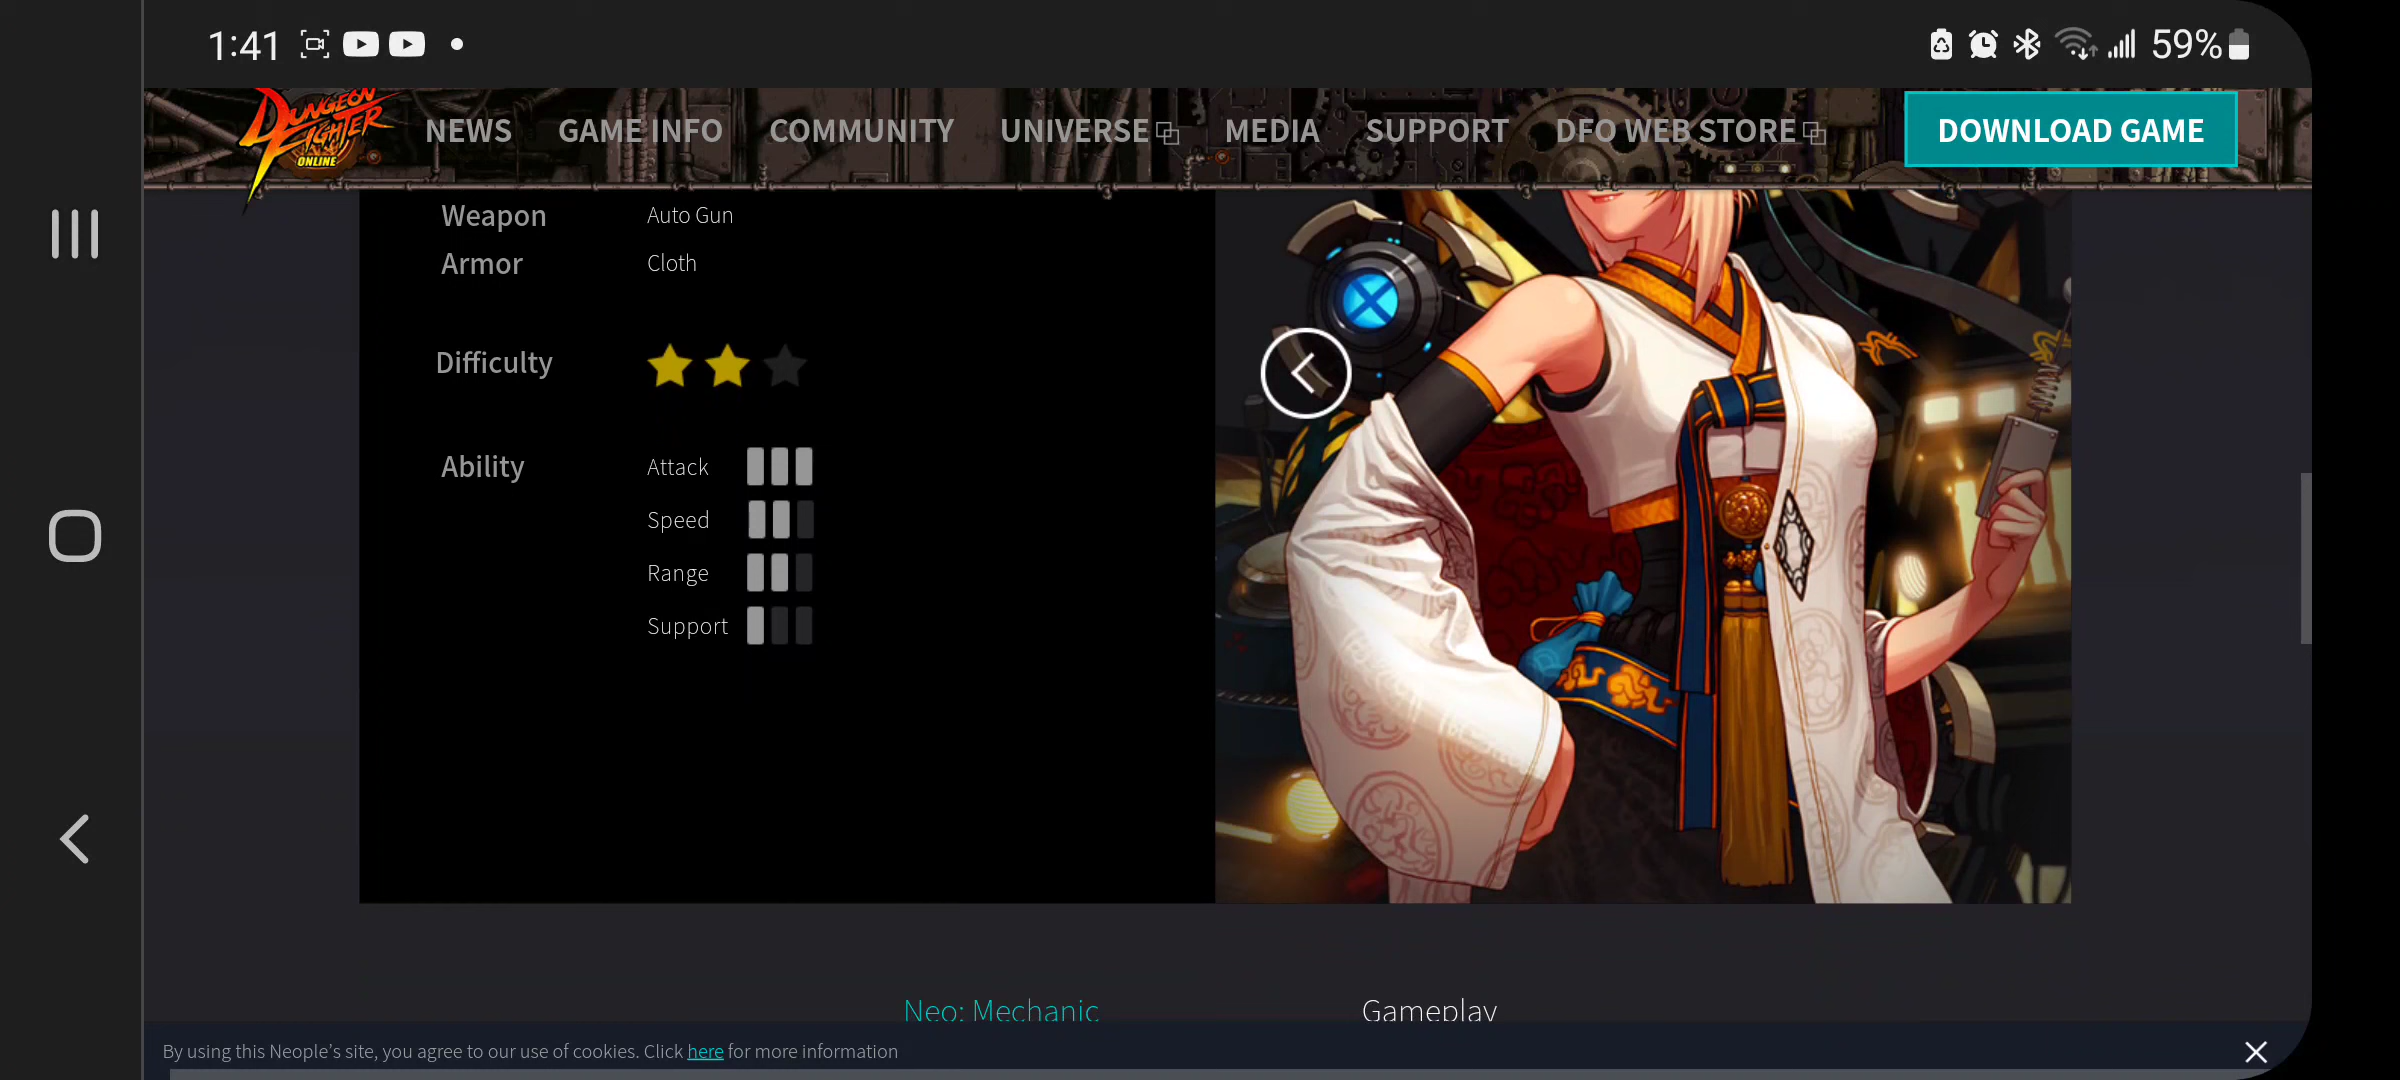 1:41
59%
DUNGEON
FIGHTER
ONLINE
NEWS GAME INFO COMMUNITY UNIVERSE MEDIA SUPPORT DFO WEB STORE DOWNLOAD GAME
Weapon Auto Gun
Armor Cloth
Difficulty
Ability Attack
Speed
Range
Support
Neo: Mechanic Gameplay
By using this Neople's site, you agree to our use of cookies. Click here for more information